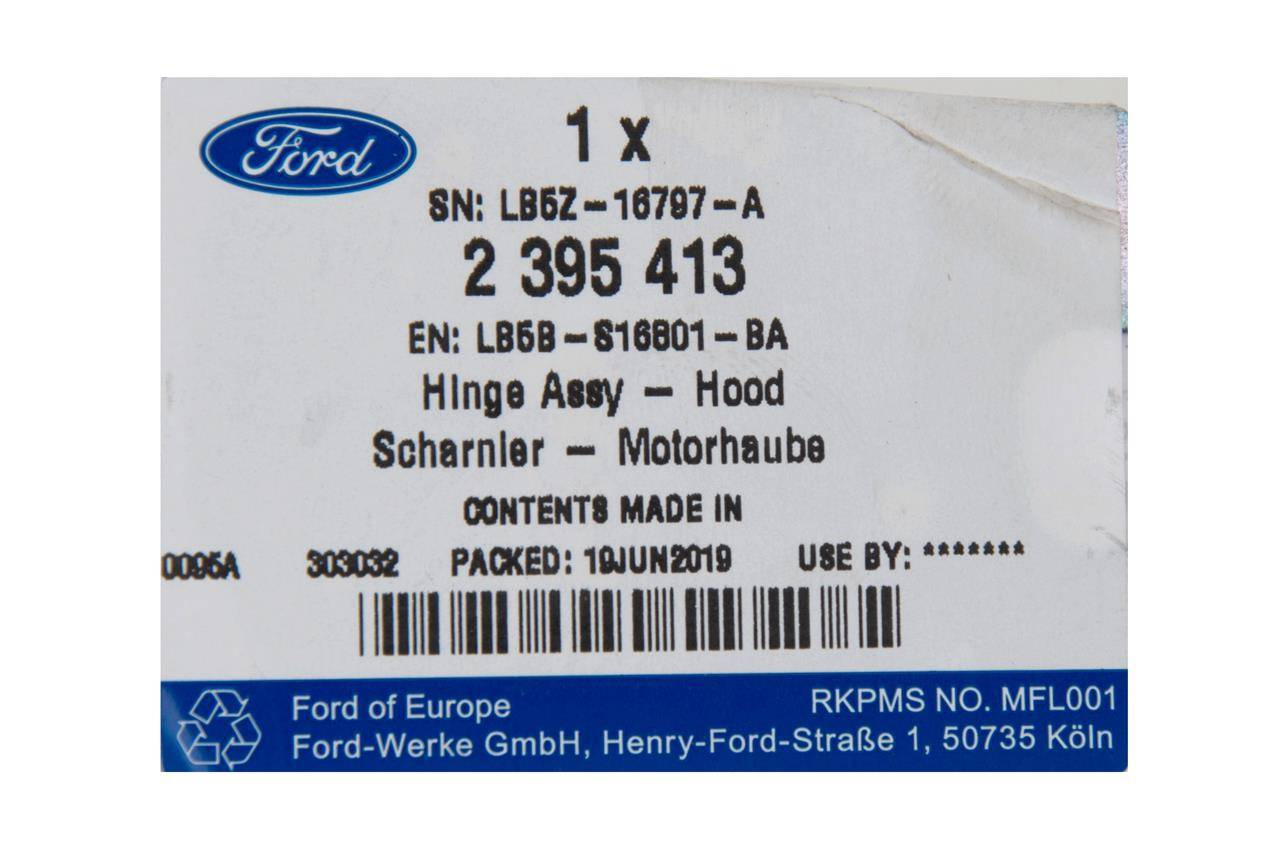 Ford
1 x
SN: LB5Z-16797-A
2 395 413
EN: LB5B-S16801-BA
Hinge Assy - Hood
Scharnier - Motorhaube
CONTENTS MADE IN
0095A 303032 PACKED: 19JUN2019 USE BY: *******
Ford of Europe RKPMS NO. MFL001
Ford-Werke GmbH, Henry-Ford-Straße 1, 50735 Köln